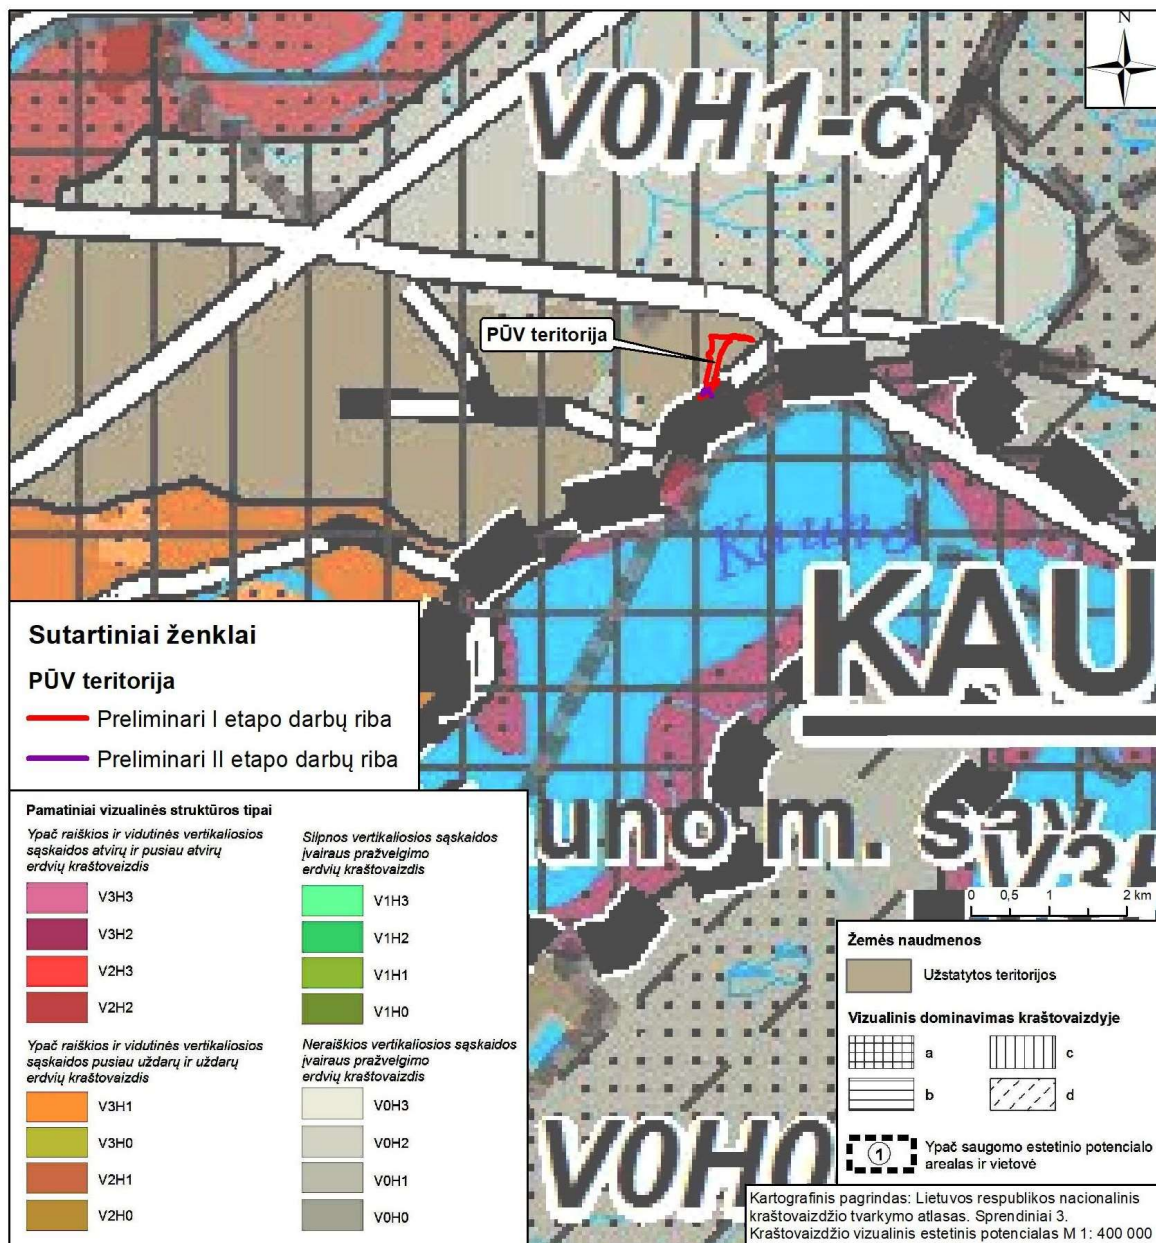 N
V0H1-c
PŪV teritorija
Kauno
KAU
uno m. sav.
V0H0
Sutartiniai ženklai
PŪV teritorija
Preliminari I etapo darbų riba
Preliminari II etapo darbų riba
Pamatiniai vizualinės struktūros tipai
Ypač raiškios ir vidutinės vertikaliosios
sąskaidos atvirų ir pusiau atvirų
erdvių kraštovaizdis
V3H3
V3H2
V2H3
V2H2
Ypač raiškios ir vidutinės vertikaliosios
sąskaidos pusiau uždarų ir uždarų
erdvių kraštovaizdis
V3H1
V3H0
V2H1
V2H0
Silpnos vertikaliosios sąskaidos
įvairaus pražvelgimo
erdvių kraštovaizdis
V1H3
V1H2
V1H1
V1H0
Neraiškios vertikaliosios sąskaidos
įvairaus pražvelgimo
erdvių kraštovaizdis
V0H3
V0H2
V0H1
V0H0
0 0,5 1 2 km
Žemės naudmenos
Užstatytos teritorijos
Vizualinis dominavimas kraštovaizdyje
a
c
b
d
1
Ypač saugomo estetinio potencialo
arealas ir vietovė
Kartografinis pagrindas: Lietuvos respublikos nacionalinis
kraštovaizdžio tvarkymo atlasas. Sprendiniai 3.
Kraštovaizdžio vizualinis estetinis potencialas M 1: 400 000